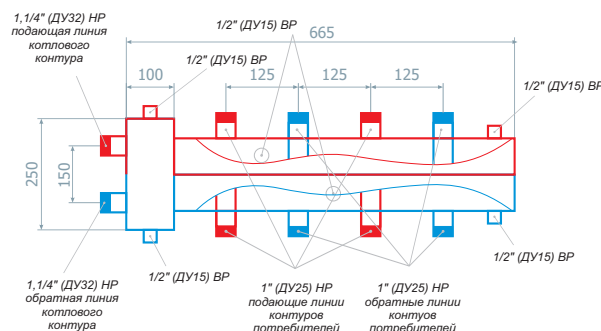 1,1/4" (ДУ32) НР
подающая линия
котлового
контура
1/2" (ДУ15) ВР
665
1/2" (ДУ15) ВР
100
125
125
125
1/2" (ДУ15) ВР
250
150
1/2" (ДУ15) ВР
1/2" (ДУ15) ВР
1,1/4" (ДУ32) НР
обратная линия
котлового
контура
1" (ДУ25) НР
подающие линии
контуров
потребителей
1" (ДУ25) НР
обратные линии
контуов
потребителей